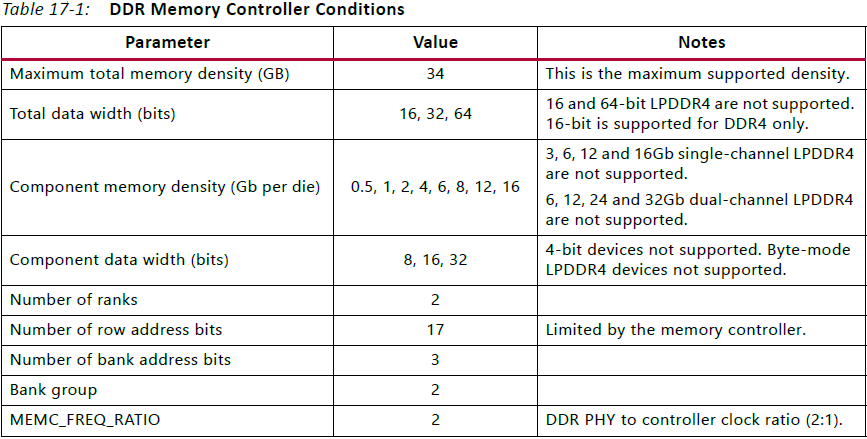 Table 17-1: DDR Memory Controller Conditions
Parameter Value Notes
Maximum total memory density (GB) 34 This is the maximum supported density.
Total data width (bits) 16, 32, 64 16 and 64-bit LPDDR4 are not supported.
16-bit is supported for DDR4 only.
Component memory density (Gb per die) 0.5, 1, 2, 4, 6, 8, 12, 16 3, 6, 12 and 16Gb single-channel LPDDR4
are not supported.
6, 12, 24 and 32Gb dual-channel LPDDR4
are not supported.
Component data width (bits) 8, 16, 32 4-bit devices not supported. Byte-mode
LPDDR4 devices not supported.
Number of ranks 2
Number of row address bits 17 Limited by the memory controller.
Number of bank address bits 3
Bank group 2
MEMC_FREQ_RATIO 2 DDR PHY to controller clock ratio (2:1).